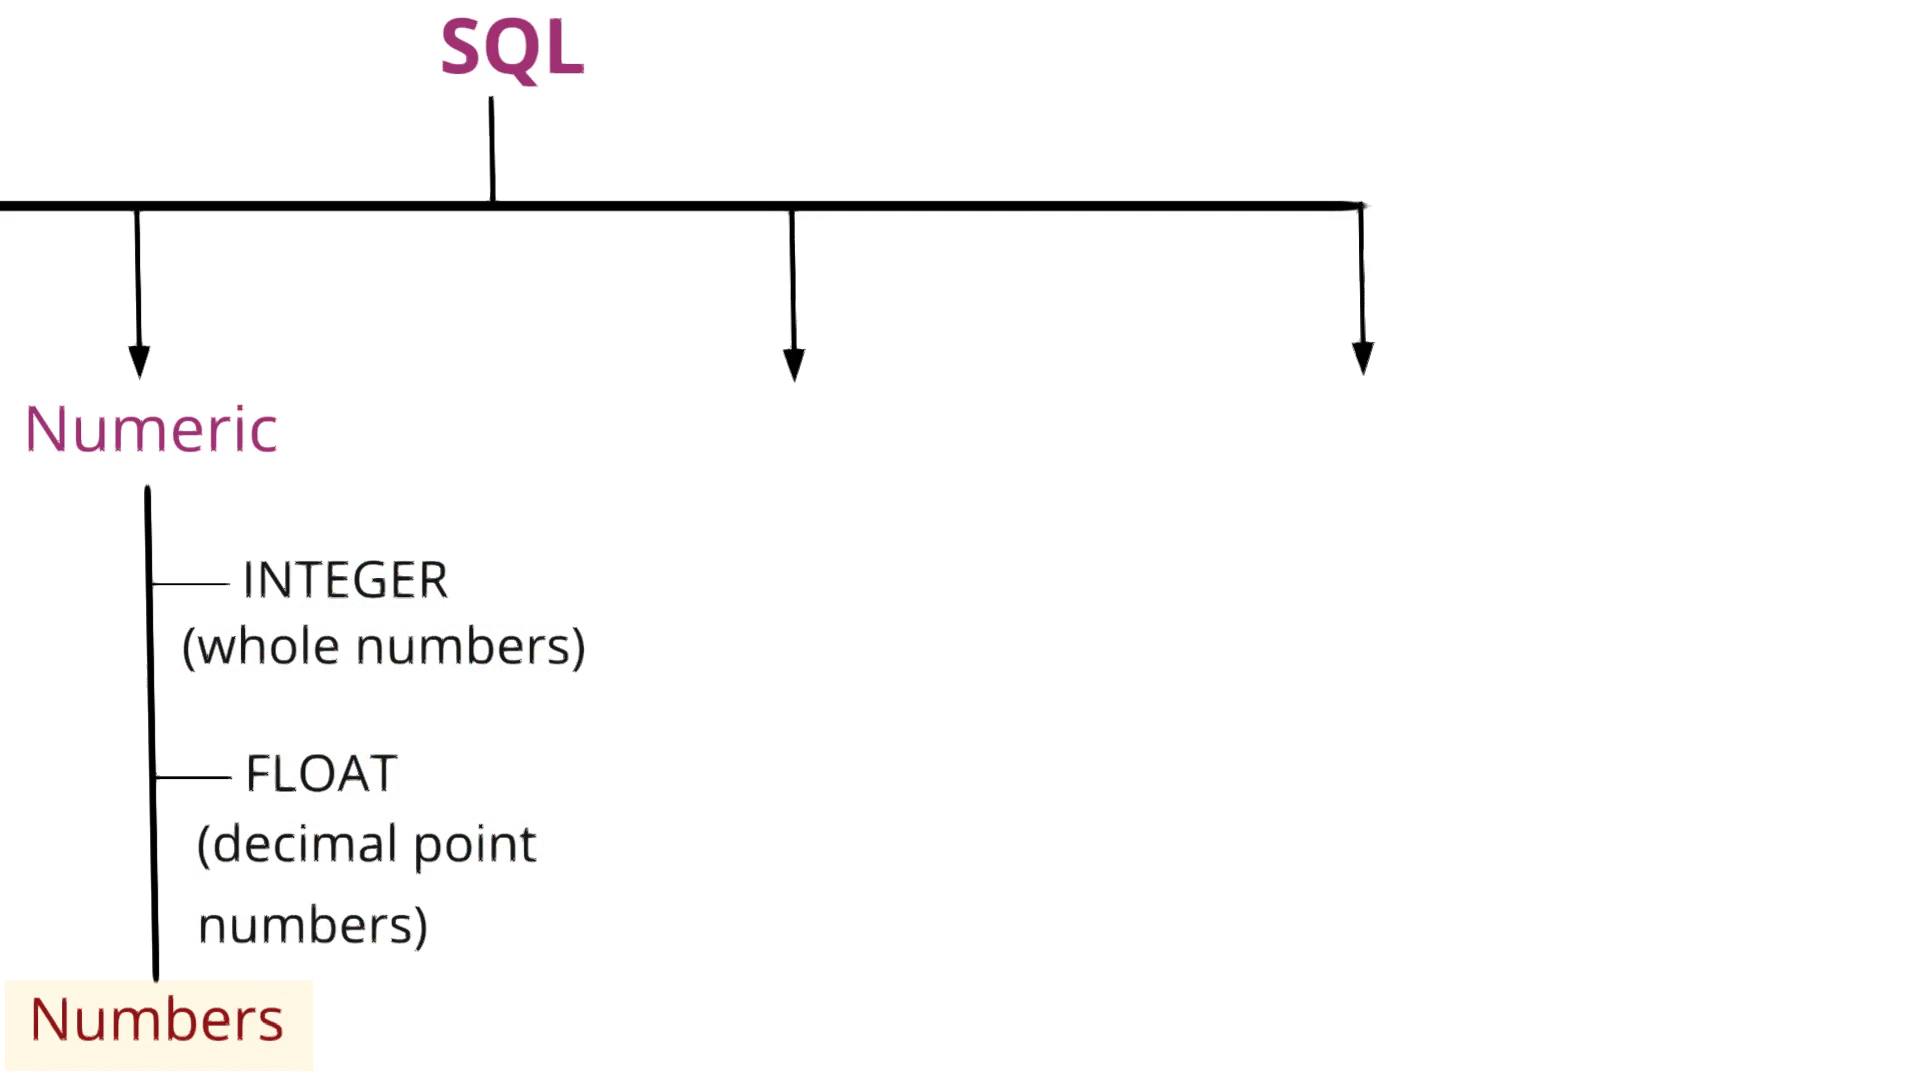 SQL
Numeric
INTEGER
(whole numbers)
FLOAT
(decimal point
numbers)
Numbers